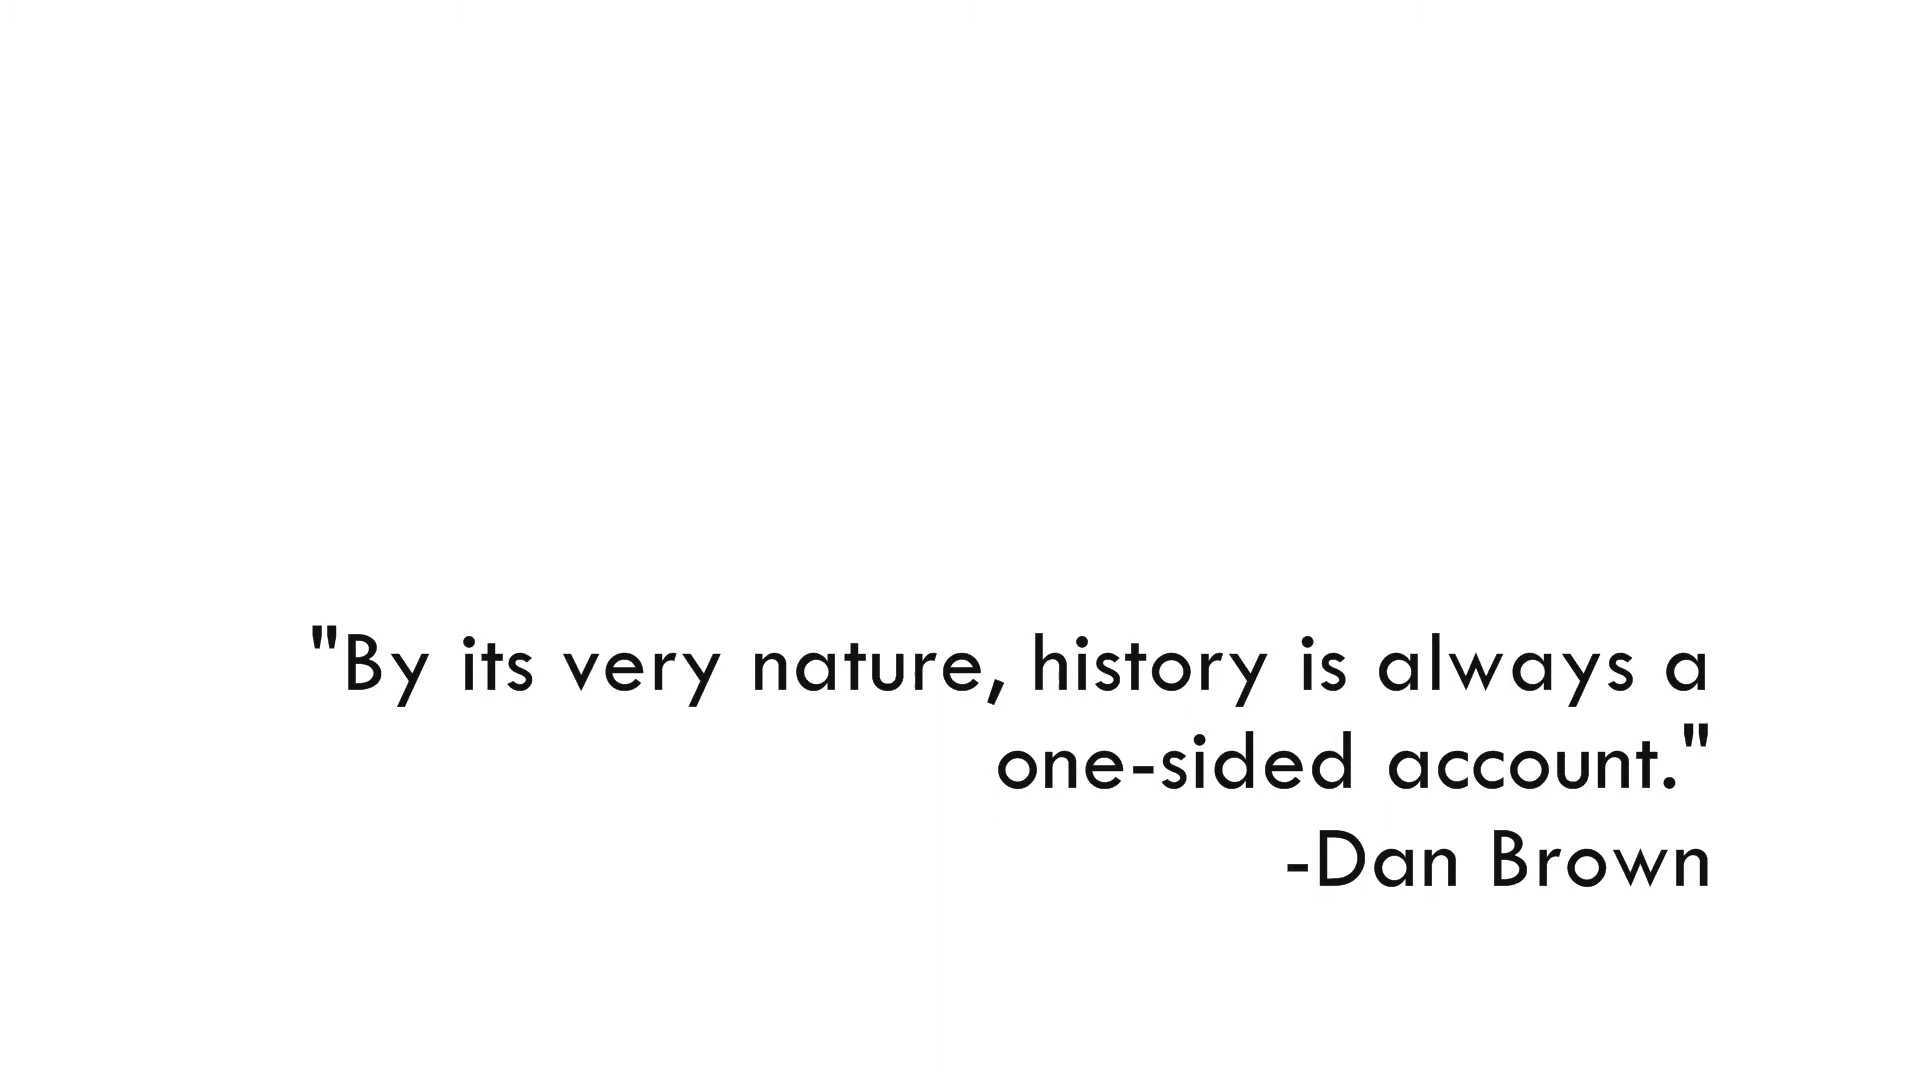 "By its very nature, history is always a
one-sided account."
-Dan Brown